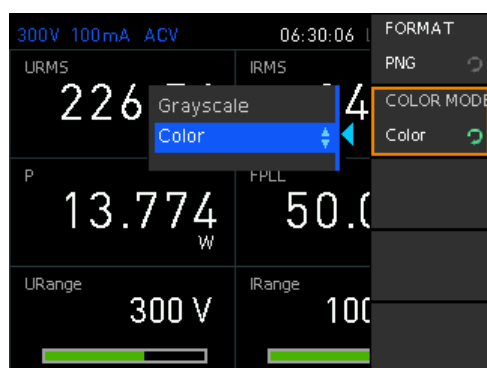 300V 100mA ACV 06:30:06
FORMAT
PNG
COLOR MODE
Color
URMS
226
IRMS
4
Grayscale
Color
P
13.774
W
FPLL
50.0
URange
300 V
IRange
100